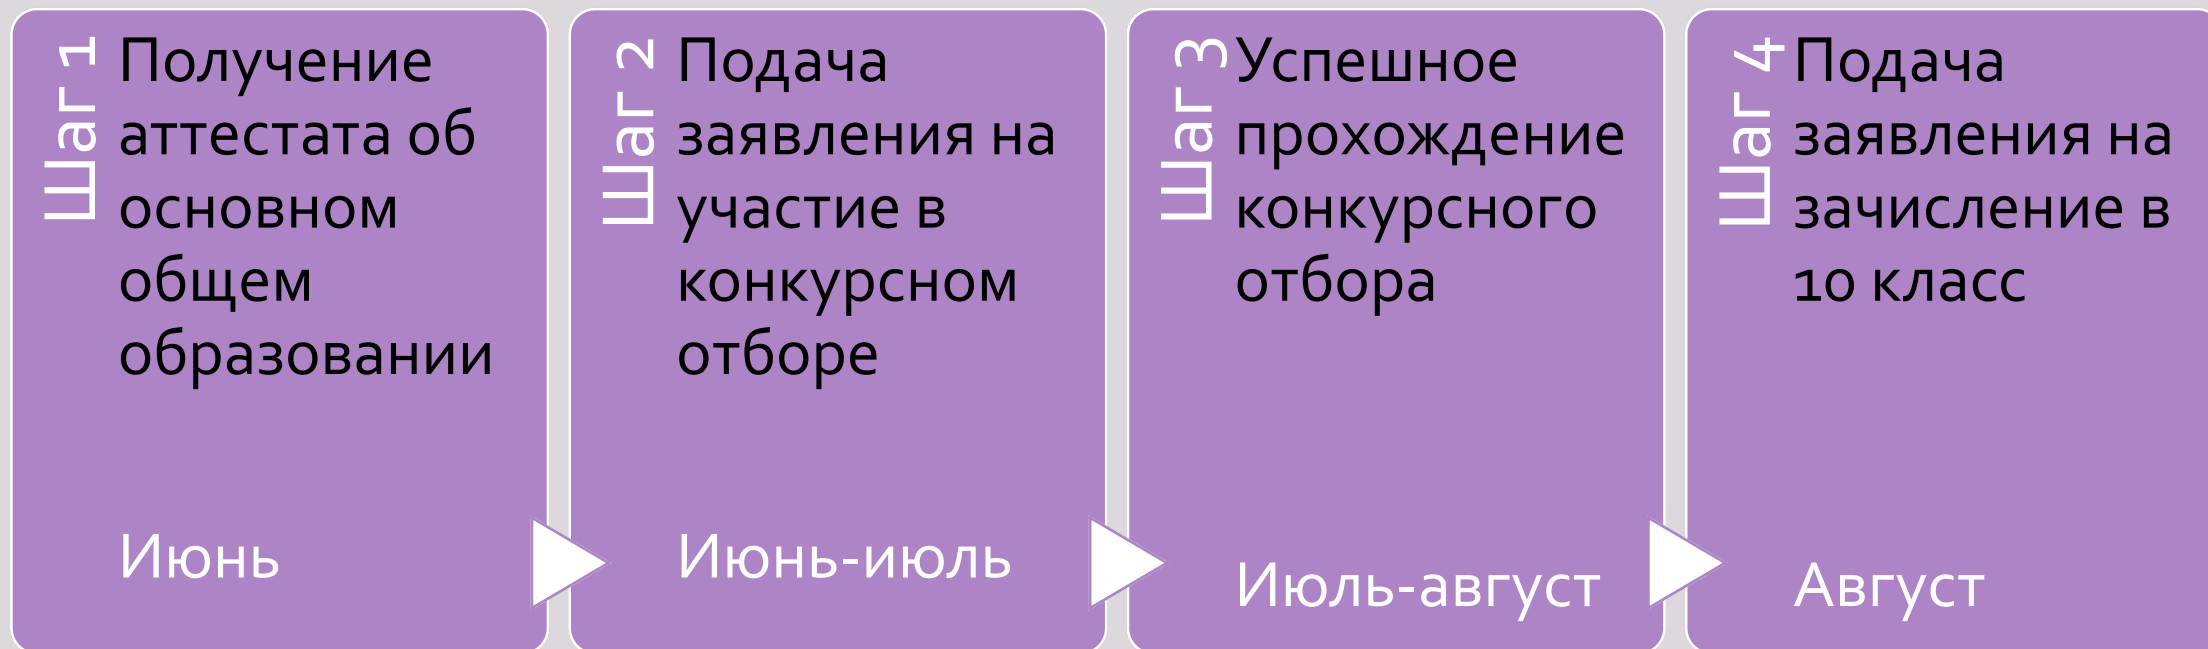 Шаг 1
Получение
аттестата об
основном
общем
образовании
Июнь
Шаг 2
Подача
заявления на
участие в
конкурсном
отборе
Июнь-июль
Шаг 3
Успешное
прохождение
конкурсного
отбора
Июль-август
Шаг 4
Подача
заявления на
зачисление в
10 класс
Август